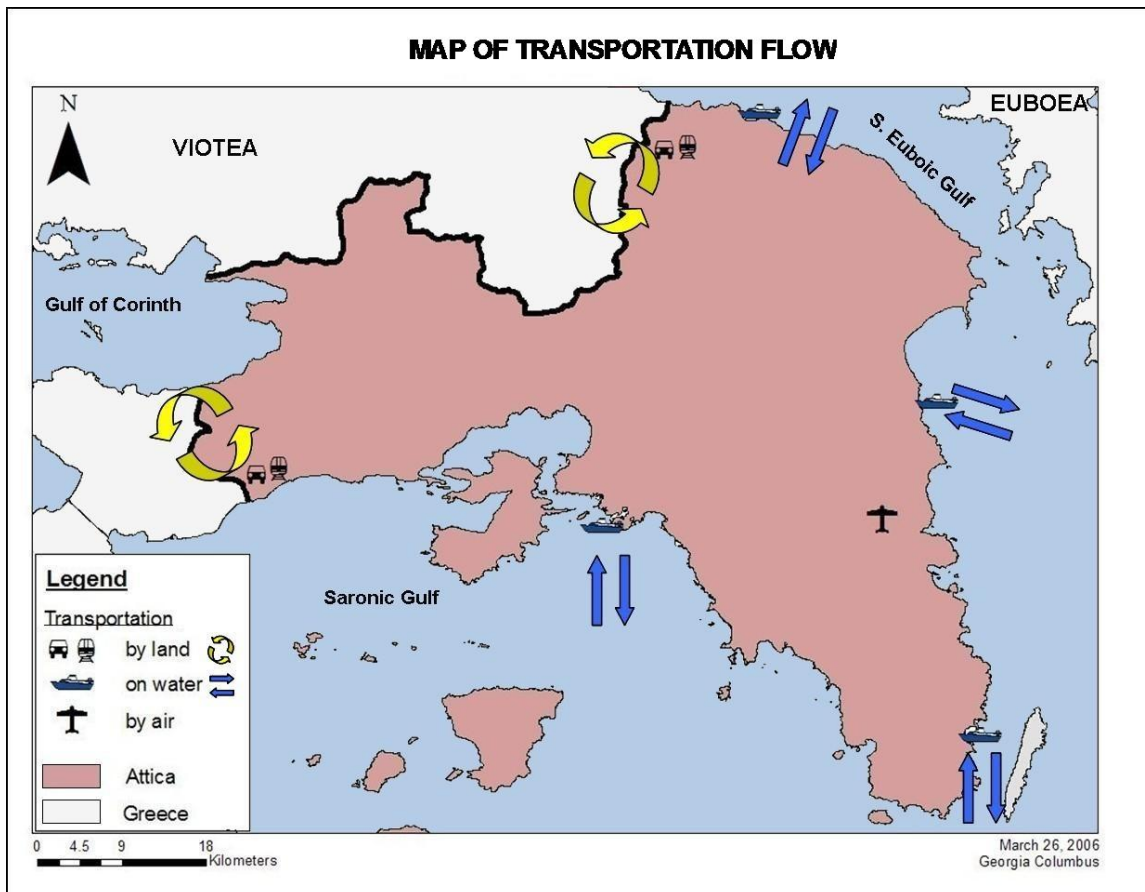 MAP OF TRANSPORTATION FLOW
N
EUBOEA
VIOTEA
S. Euboic Gulf
Gulf of Corinth
Saronic Gulf
Legend
Transportation
by land
on water
by air
Attica
Greece
0 4.5 9 18
Kilometers
March 26, 2006
Georgia Columbus